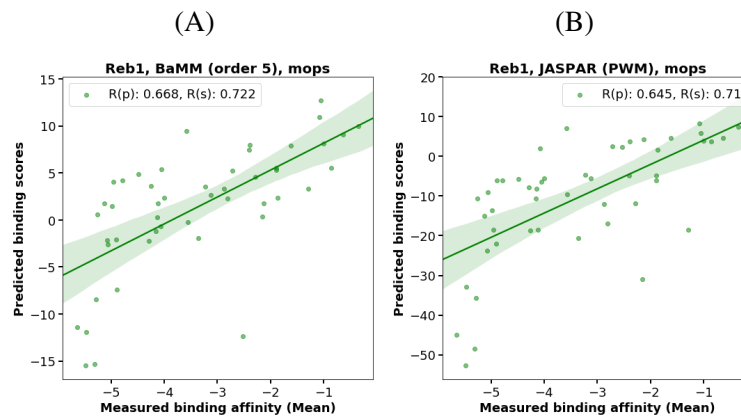 (A)
(B)
Reb1, BaMM (order 5), mops
R(p): 0.668, R(s): 0.722
15
10
5
0
−5
−10
−15
Predicted binding scores
−5
−4
−3
−2
−1
Measured binding affinity (Mean)
Reb1, JASPAR (PWM), mops
R(p): 0.645, R(s): 0.71
20
10
0
−10
−20
−30
−40
−50
Predicted binding scores
−5
−4
−3
−2
−1
Measured binding affinity (Mean)